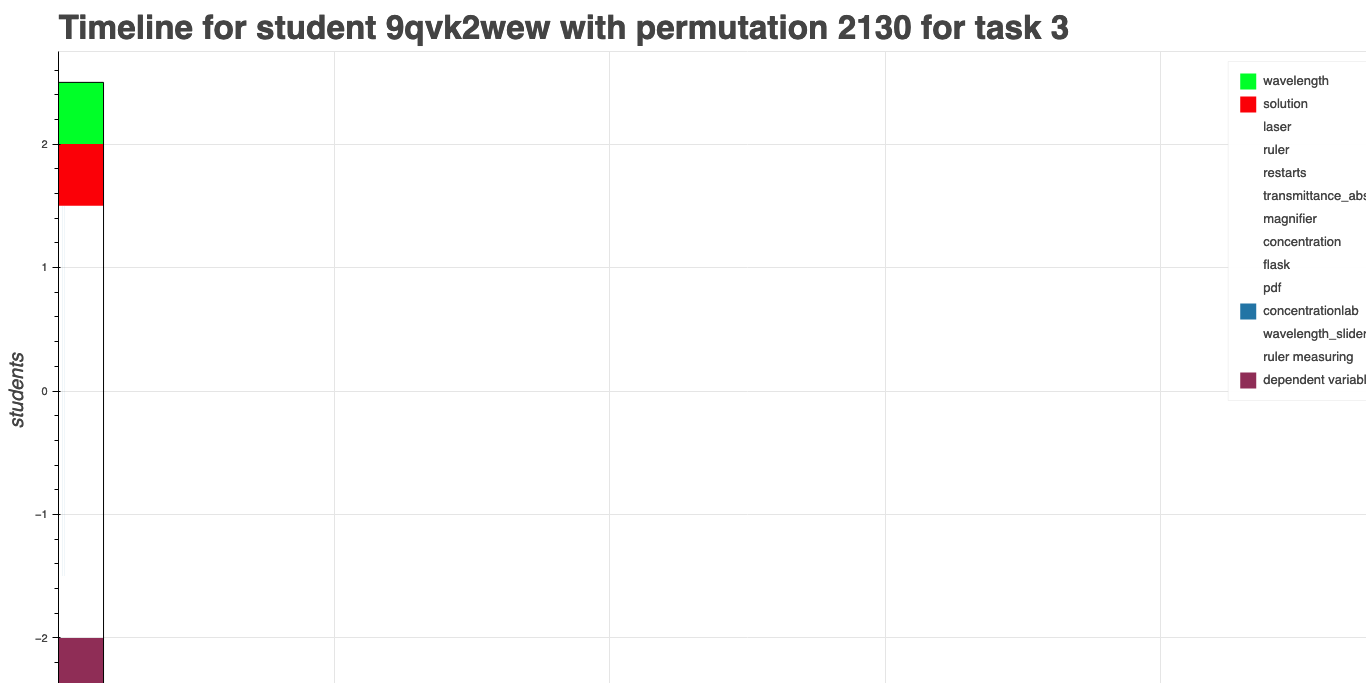 Timeline for student 9qvk2wew with permutation 2130 for task 3
wavelength
solution
laser
ruler
restarts
transmittance_abs
magnifier
concentration
flask
pdf
concentrationlab
wavelength_slider
ruler measuring
dependent variabl
2
1
0
−1
−2
students